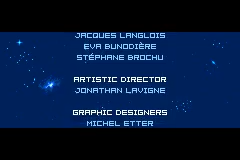 JACQUES LANGLOIS
EVA BUNODIÈRE
STÉPHANE BROCHU
ARTISTIC DIRECTOR
JONATHAN LAVIGNE
GRAPHIC DESIGNERS
MICHEL ETTER